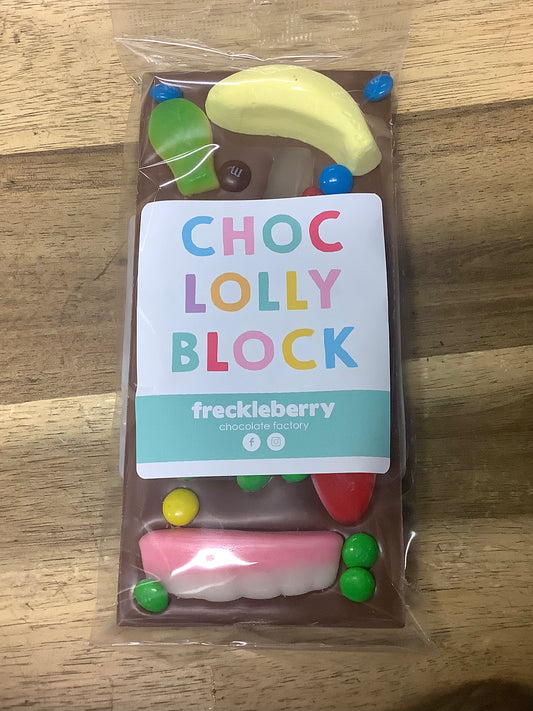 m
CHOC
LOLLY
BLOCK
freckleberry
chocolate factory
f